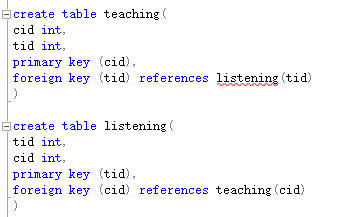 create table teaching(
cid int,
tid int,
primary key (cid),
foreign key (tid) references listening(tid)
)
create table listening(
tid int,
cid int,
primary key (tid),
foreign key (cid) references teaching(cid)
)